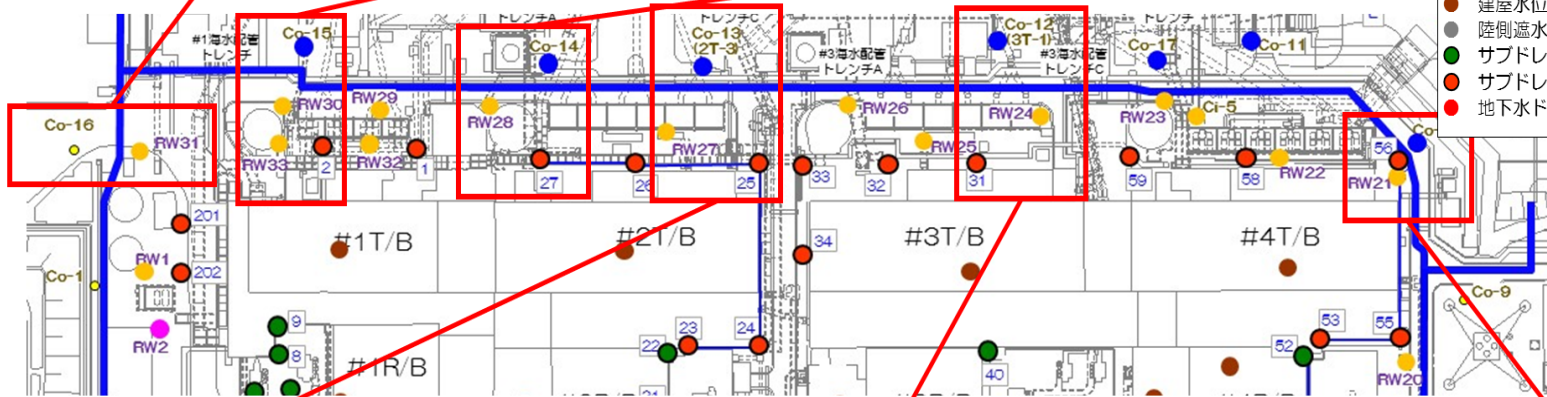 建屋水位
陸側遮水
サブドレ
サブドレ
地下水ド
トレンチA
トレンチC
トレンチ
#1海水配管
トレンチ
Co-15
Co-14
Co-13
(2T-3)
#3海水配管
トレンチA
Co-12
(3T-1)
#3海水配管
トレンチC
Co-17
Co-11
Co-16
RW31
RW30
RW29
RW28
RW27
RW26
RW25
RW24
RW23
Ci-5
RW22
RW21
56
Co-
RW33
2
RW32
1
27
26
25
33
32
31
59
58
201
202
RW1
Co-1
RW2
#1T/B
#2T/B
34
#3T/B
#4T/B
Co-9
9
8
#1R/B
22
23
24
40
52
53
55
RW20
21